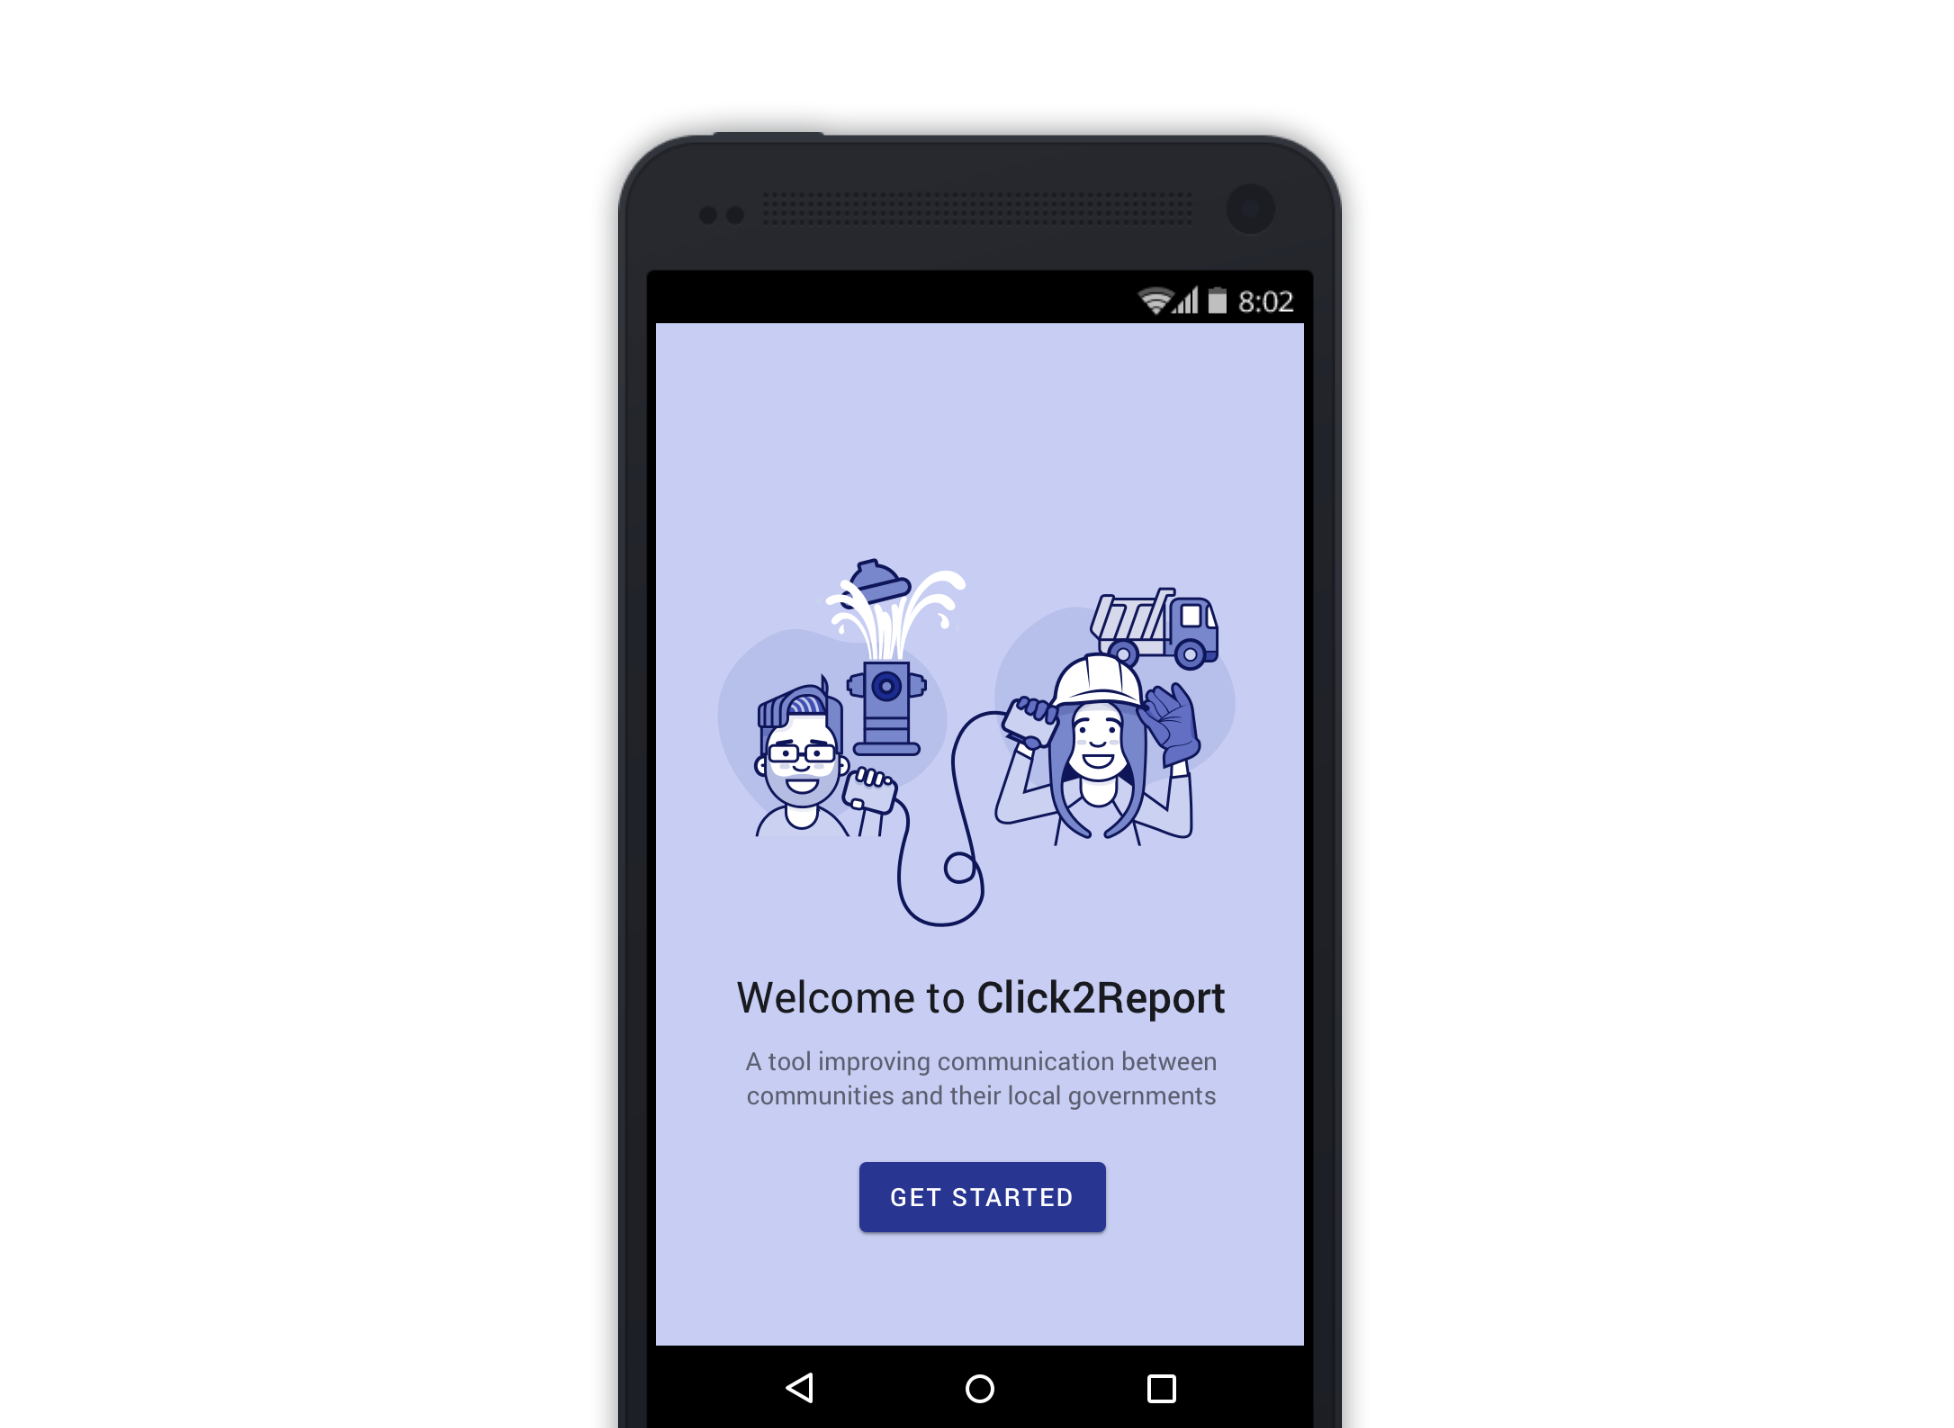 8:02
Welcome to Click2Report
A tool improving communication between
communities and their local governments
GET STARTED